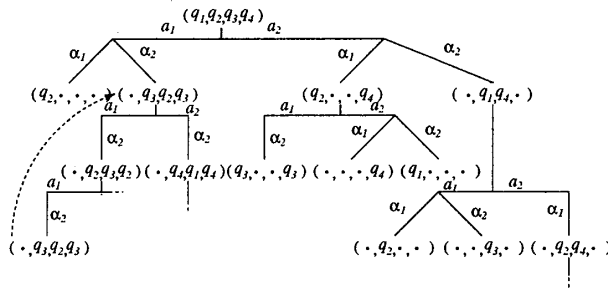 (q1,q2,q3,q4)
a1 a2
α1 α2 α1 α2
(q2,·,·,·) (·,q3,q2,q3) (q2,·,·,q4) (·,q1,q4,·)
a1 a2 a1 a2
α2 α2 α2 α1 α2
(·,q2,q3,q2) (·,q4,q1,q4) (q3,·,·,q3) (·,·,·,q4) (q1,·,·,·)
a1 a1 a2
α2 α1 α2 α1
(·,q3,q2,q3) (·,q2,·,·) (·,·,q3,·) (·,q2,q4,·)